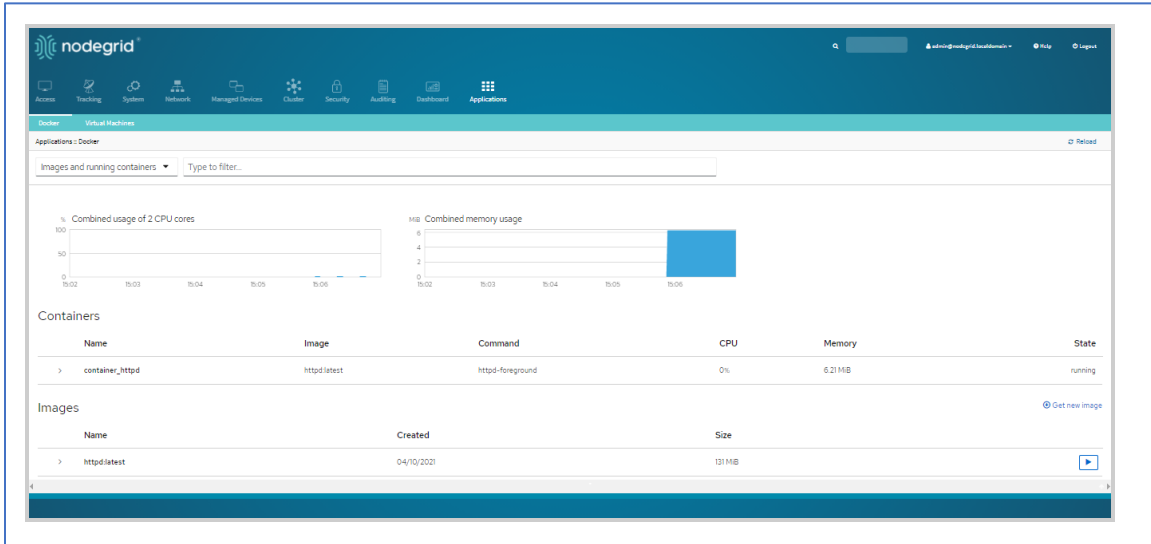 nodegrid
admin@nodegrid.localdomain Help Logout
Access Tracking System Network Managed Devices Cluster Security Auditing Dashboard Applications
Docker Virtual Machines
Applications :: Docker Reload
Images and running containers Type to filter...
% Combined usage of 2 CPU cores
100
50
0
15:02 15:03 15:04 15:05 15:06
MiB Combined memory usage
6
4
2
0
15:02 15:03 15:04 15:05 15:06
Containers
Name Image Command CPU Memory State
container_httpd httpd:latest httpd-foreground 0% 6.21 MiB running
Images Get new image
Name Created Size
httpd:latest 04/10/2021 131 MiB